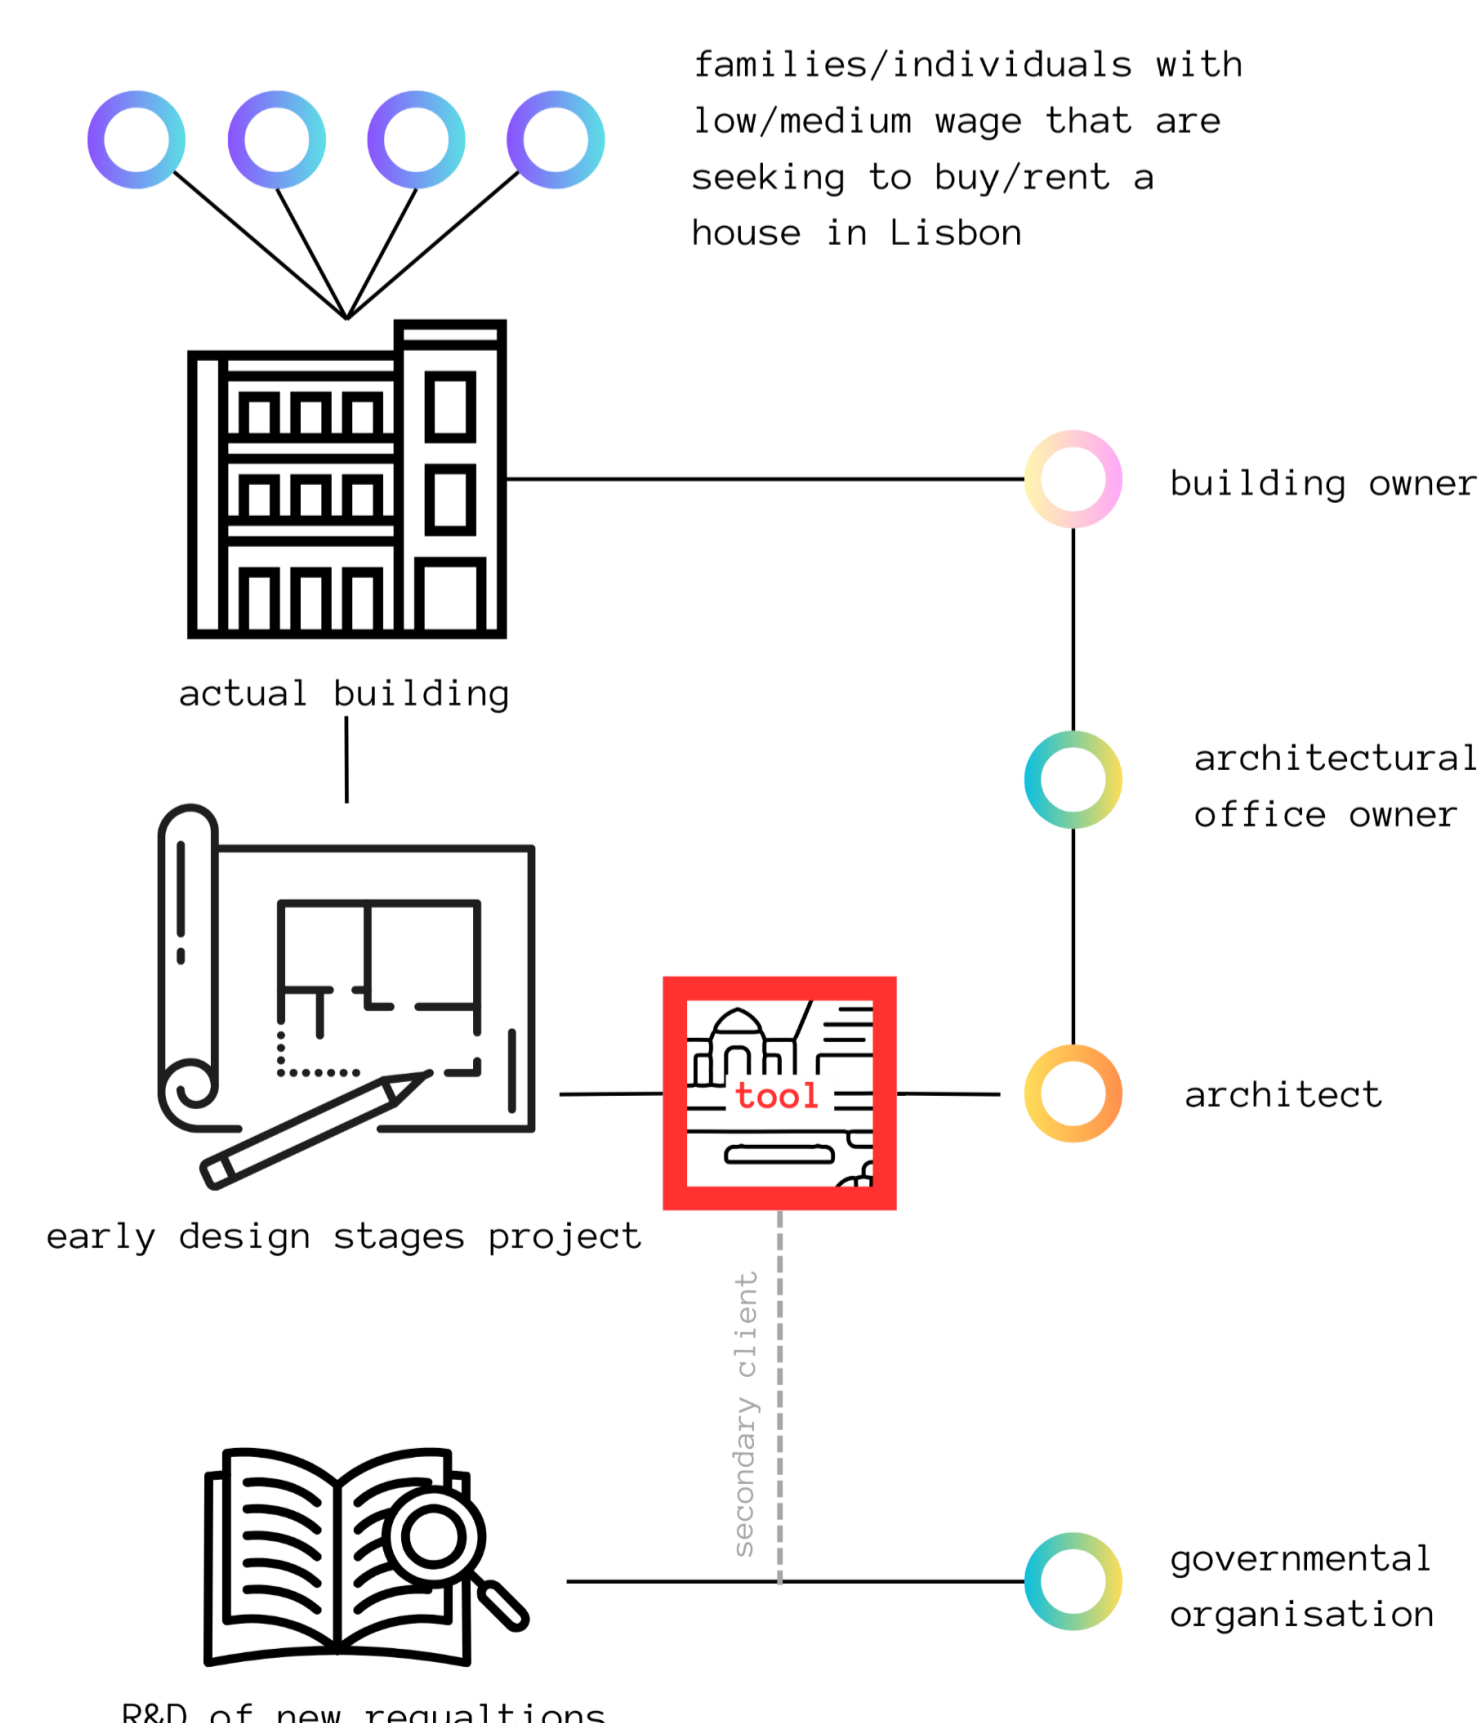 families/individuals with
low/medium wage that are
seeking to buy/rent a
house in Lisbon
building owner
actual building
architectural
office owner
tool
architect
early design stages project
secondary client
governmental
organisation
R&D of new requaltions